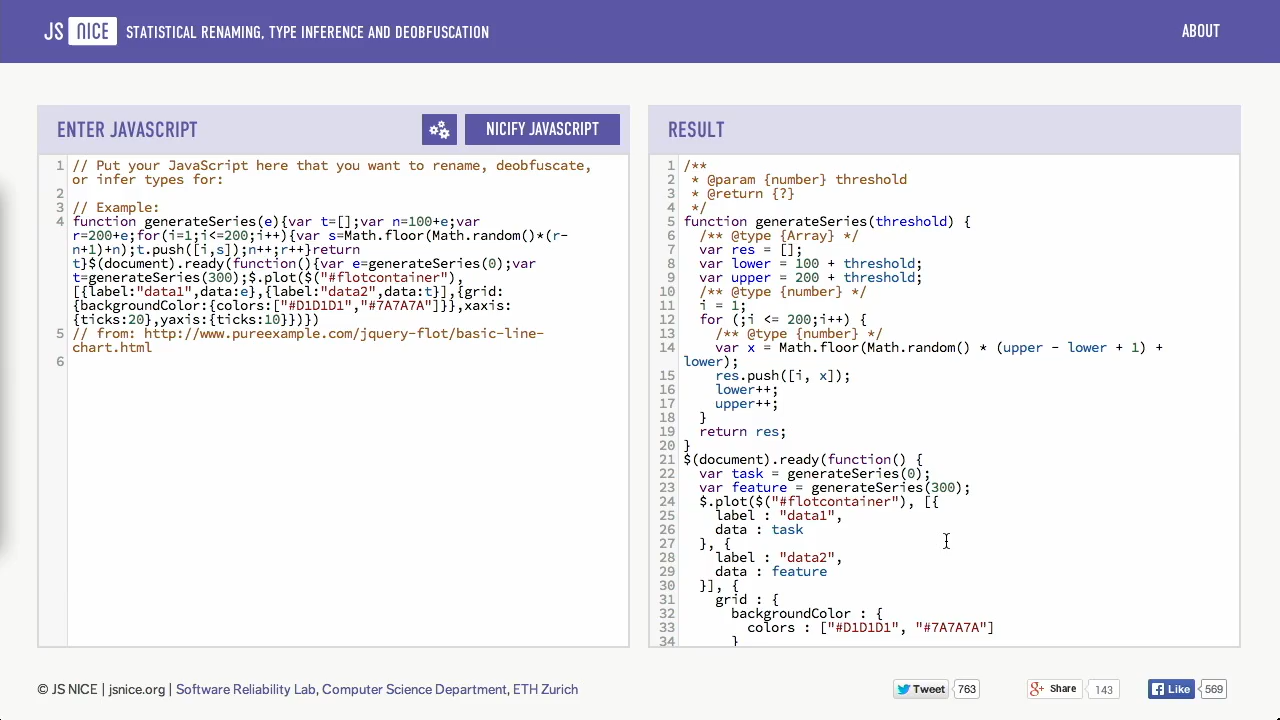 JS NICE STATISTICAL RENAMING, TYPE INFERENCE AND DEOBFUSCATION
ABOUT
ENTER JAVASCRIPT
NICIFY JAVASCRIPT
1 // Put your JavaScript here that you want to rename, deobfuscate,
or infer types for:
2
3 // Example:
4 function generateSeries(e){var t=[];var n=100+e;var
r=200+e;for(i=1;i<=200;i++){var s=Math.floor(Math.random()*(r-
n+1)+n);t.push([i,s]);n++;r++}return
t}$(document).ready(function(){var e=generateSeries(0);var
t=generateSeries(300);$.plot($("#flotcontainer"),
[{label:"data1",data:e},{label:"data2",data:t}],{grid:
{backgroundColor:{colors:["#D1D1D1","#7A7A7A"]}},xaxis:
{ticks:20},yaxis:{ticks:10}})})
5 // from: http://www.pureexample.com/jquery-flot/basic-line-
chart.html
6
RESULT
1 /**
2  * @param {number} threshold
3  * @return {?}
4  */
5 function generateSeries(threshold) {
6   /** @type {Array} */
7   var res = [];
8   var lower = 100 + threshold;
9   var upper = 200 + threshold;
10   /** @type {number} */
11   i = 1;
12   for (;i <= 200;i++) {
13     /** @type {number} */
14     var x = Math.floor(Math.random() * (upper - lower + 1) +
lower);
15     res.push([i, x]);
16     lower++;
17     upper++;
18   }
19   return res;
20 }
21 $(document).ready(function() {
22   var task = generateSeries(0);
23   var feature = generateSeries(300);
24   $.plot($("#flotcontainer"), [{
25     label : "data1",
26     data : task
27   }, {
28     label : "data2",
29     data : feature
30   }], {
31     grid : {
32       backgroundColor : {
33         colors : ["#D1D1D1", "#7A7A7A"]
34       }
© JS NICE | jsnice.org | Software Reliability Lab, Computer Science Department, ETH Zurich
Tweet 763
Share 143
Like 569